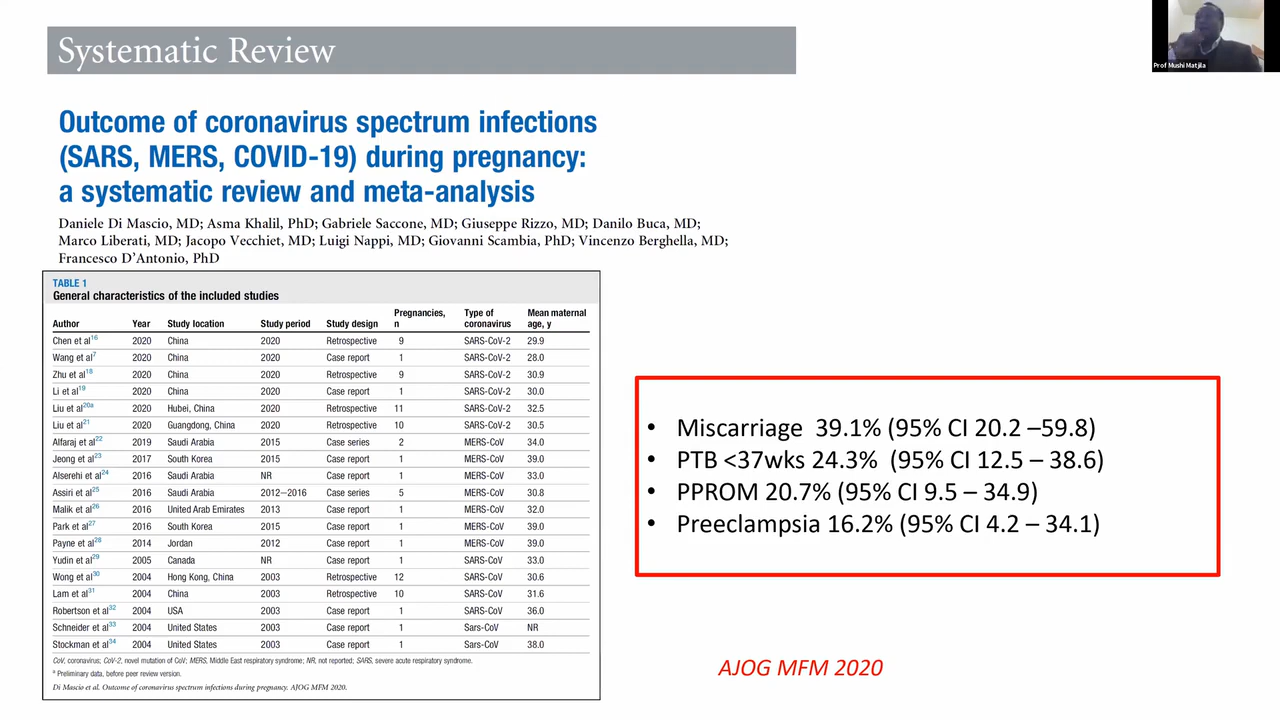 Systematic Review
Prof Mushi Matjila
Outcome of coronavirus spectrum infections
(SARS, MERS, COVID-19) during pregnancy:
a systematic review and meta-analysis
Daniele Di Mascio, MD; Asma Khalil, PhD; Gabriele Saccone, MD; Giuseppe Rizzo, MD; Danilo Buca, MD;
Marco Liberati, MD; Jacopo Vecchiet, MD; Luigi Nappi, MD; Giovanni Scambia, PhD; Vincenzo Berghella, MD;
Francesco D'Antonio, PhD
TABLE 1
General characteristics of the included studies
Author Year Study location Study period Study design Pregnancies, n Type of coronavirus Mean maternal age, y
Chen et al16 2020 China 2020 Retrospective 9 SARS-CoV-2 29.9
Wang et al7 2020 China 2020 Case report 1 SARS-CoV-2 28.0
Zhu et al18 2020 China 2020 Retrospective 9 SARS-CoV-2 30.9
Li et al19 2020 China 2020 Case report 1 SARS-CoV-2 30.0
Liu et al20a 2020 Hubei, China 2020 Retrospective 11 SARS-CoV-2 32.5
Liu et al21 2020 Guangdong, China 2020 Retrospective 10 SARS-CoV-2 30.5
Alfaraj et al22 2019 Saudi Arabia 2015 Case series 2 MERS-CoV 34.0
Jeong et al23 2017 South Korea 2015 Case report 1 MERS-CoV 39.0
Alserehi et al24 2016 Saudi Arabia NR Case report 1 MERS-CoV 33.0
Assiri et al25 2016 Saudi Arabia 2012–2016 Case series 5 MERS-CoV 30.8
Malik et al26 2016 United Arab Emirates 2013 Case report 1 MERS-CoV 32.0
Park et al27 2016 South Korea 2015 Case report 1 MERS-CoV 39.0
Payne et al28 2014 Jordan 2012 Case report 1 MERS-CoV 39.0
Yudin et al29 2005 Canada NR Case report 1 SARS-CoV 33.0
Wong et al30 2004 Hong Kong, China 2003 Retrospective 12 SARS-CoV 30.6
Lam et al31 2004 China 2003 Retrospective 10 SARS-CoV 31.6
Robertson et al32 2004 USA 2003 Case report 1 SARS-CoV 36.0
Schneider et al33 2004 United States 2003 Case report 1 Sars-CoV NR
Stockman et al34 2004 United States 2003 Case report 1 Sars-CoV 38.0
CoV, coronavirus; CoV-2, novel mutation of CoV; MERS, Middle East respiratory syndrome; NR, not reported; SARS, severe acute respiratory syndrome.
a Preliminary data, before peer review version.
Di Mascio et al. Outcome of coronavirus spectrum infections during pregnancy. AJOG MFM 2020.
• Miscarriage 39.1% (95% CI 20.2 –59.8)
• PTB <37wks 24.3% (95% CI 12.5 – 38.6)
• PPROM 20.7% (95% CI 9.5 – 34.9)
• Preeclampsia 16.2% (95% CI 4.2 – 34.1)
AJOG MFM 2020